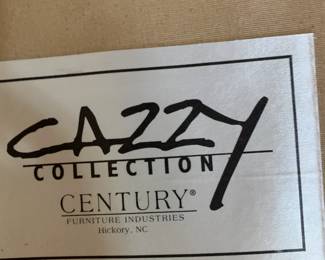 CAZZY
COLLECTION
CENTURY®
FURNITURE INDUSTRIES
Hickory, NC